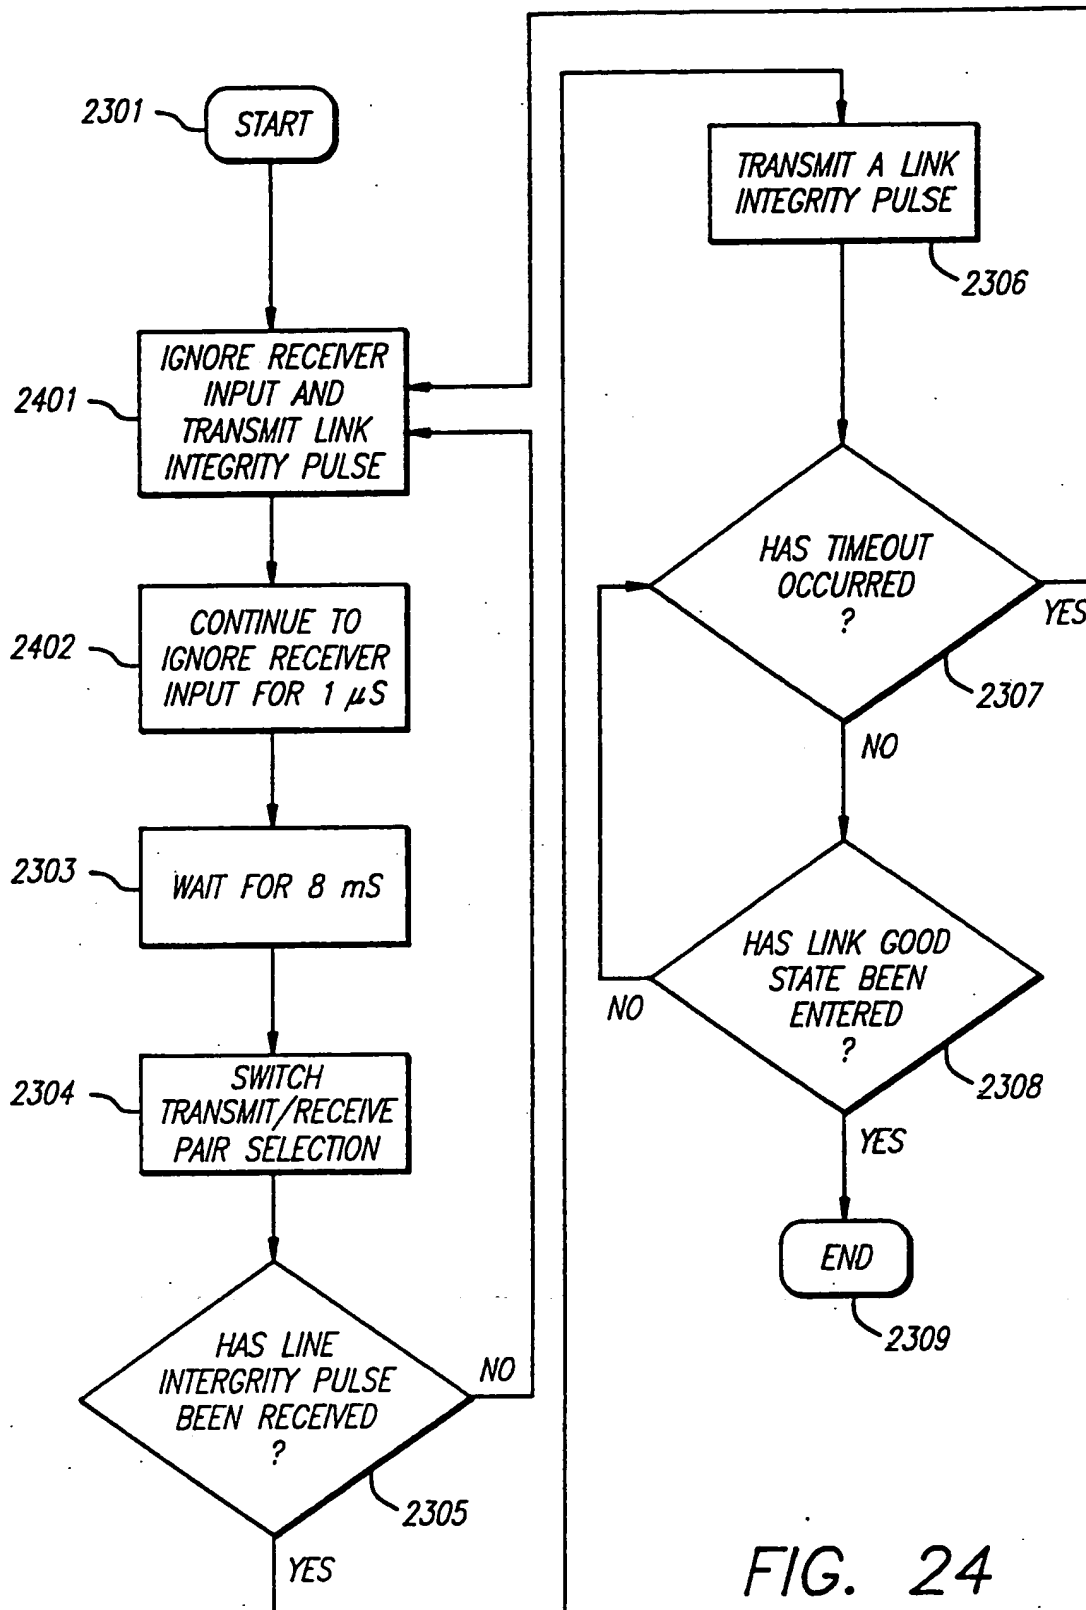 2301
START
2401
IGNORE RECEIVER
INPUT AND
TRANSMIT LINK
INTEGRITY PULSE
2402
CONTINUE TO
IGNORE RECEIVER
INPUT FOR 1 μS
2303
WAIT FOR 8 mS
2304
SWITCH
TRANSMIT/RECEIVE
PAIR SELECTION
HAS LINE
INTERGRITY PULSE
BEEN RECEIVED
?
NO
2305
YES
TRANSMIT A LINK
INTEGRITY PULSE
2306
HAS TIMEOUT
OCCURRED
?
YES
2307
NO
HAS LINK GOOD
STATE BEEN
ENTERED
?
NO
2308
YES
END
2309
FIG. 24